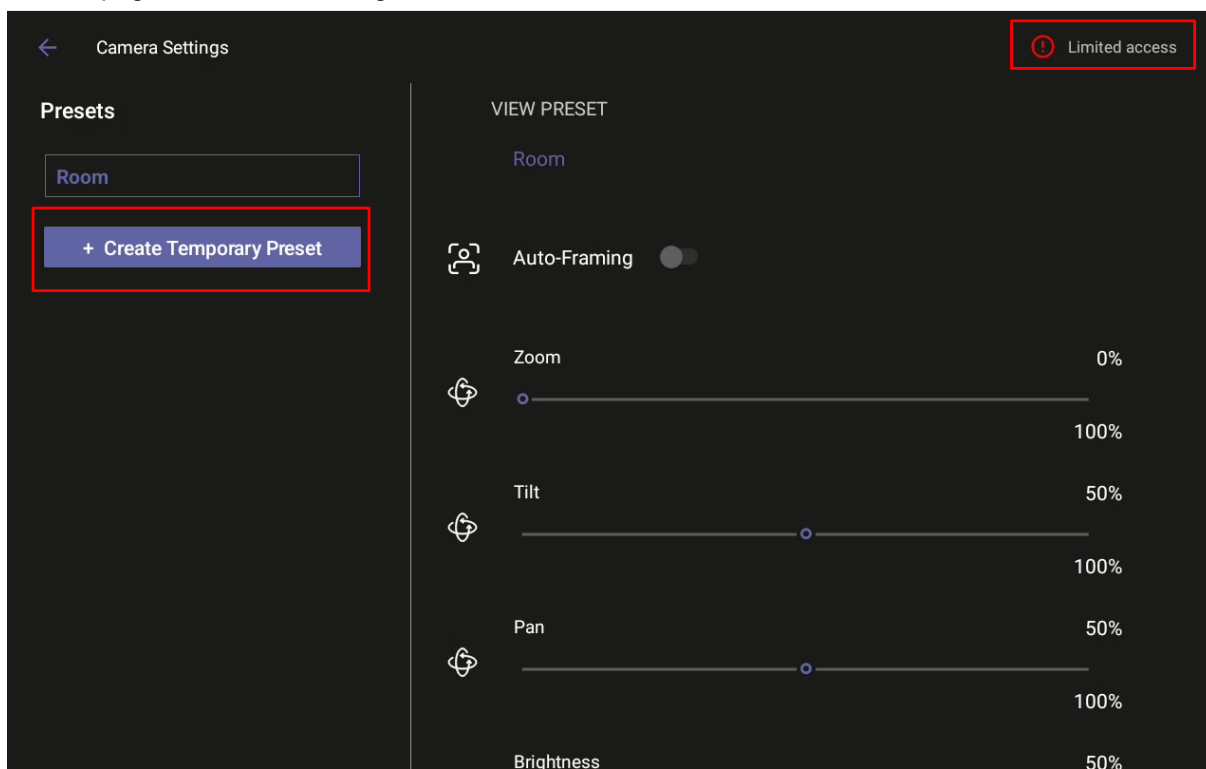 Camera Settings
Limited access
Presets
Room
+ Create Temporary Preset
VIEW PRESET
Room
Auto-Framing
Zoom
0%
100%
Tilt
50%
100%
Pan
50%
100%
Brightness
50%